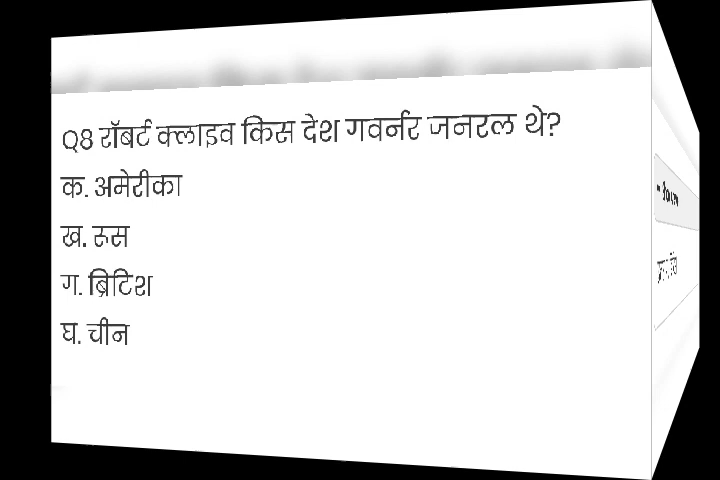 Q8 रॉबर्ट क्लाइव किस देश गवर्नर जनरल थे?
क. अमेरीका
ख. रूस
ग. ब्रिटिश
घ. चीन